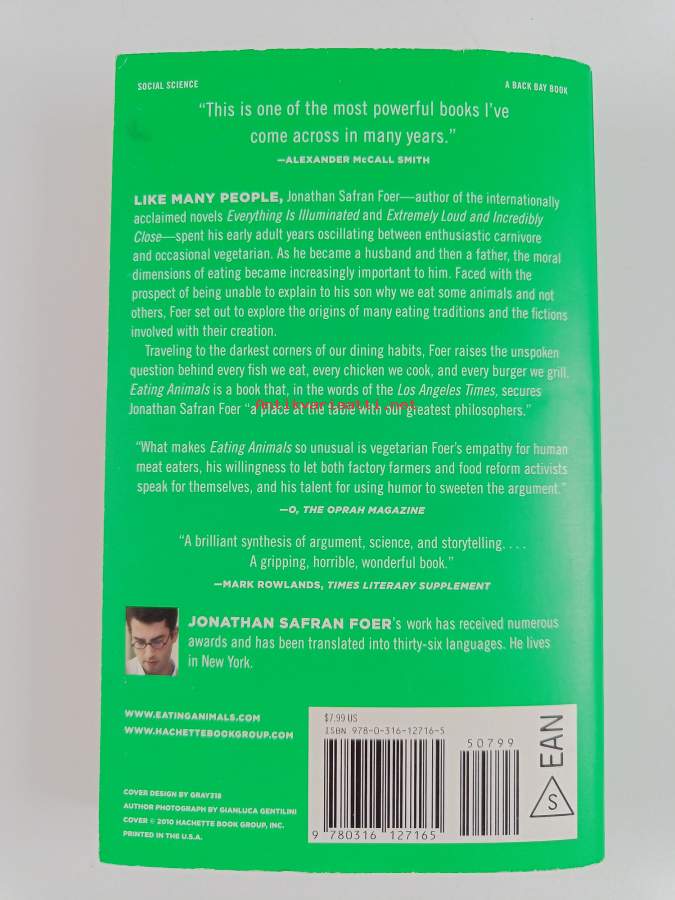 SOCIAL SCIENCE
A BACK BAY BOOK
“This is one of the most powerful books I’ve
come across in many years.”
—ALEXANDER McCALL SMITH
LIKE MANY PEOPLE, Jonathan Safran Foer—author of the internationally
acclaimed novels Everything Is Illuminated and Extremely Loud and Incredibly
Close—spent his early adult years oscillating between enthusiastic carnivore
and occasional vegetarian. As he became a husband and then a father, the moral
dimensions of eating became increasingly important to him. Faced with the
prospect of being unable to explain to his son why we eat some animals and not
others, Foer set out to explore the origins of many eating traditions and the fictions
involved with their creation.
Traveling to the darkest corners of our dining habits, Foer raises the unspoken
question behind every fish we eat, every chicken we cook, and every burger we grill.
Eating Animals is a book that, in the words of the Los Angeles Times, secures
Jonathan Safran Foer “a place at the table with our greatest philosophers.”
Antikvariaatti.net
“What makes Eating Animals so unusual is vegetarian Foer’s empathy for human
meat eaters, his willingness to let both factory farmers and food reform activists
speak for themselves, and his talent for using humor to sweeten the argument.”
—O, THE OPRAH MAGAZINE
“A brilliant synthesis of argument, science, and storytelling. . . .
A gripping, horrible, wonderful book.”
—MARK ROWLANDS, TIMES LITERARY SUPPLEMENT
JONATHAN SAFRAN FOER’s work has received numerous
awards and has been translated into thirty-six languages. He lives
in New York.
WWW.EATINGANIMALS.COM
WWW.HACHETTEBOOKGROUP.COM
COVER DESIGN BY GRAY318
AUTHOR PHOTOGRAPH BY GIANLUCA GENTILINI
COVER © 2010 HACHETTE BOOK GROUP, INC.
PRINTED IN THE U.S.A.
$7.99 US
ISBN 978-0-316-12716-5
50799
9 780316 127165
EAN
S